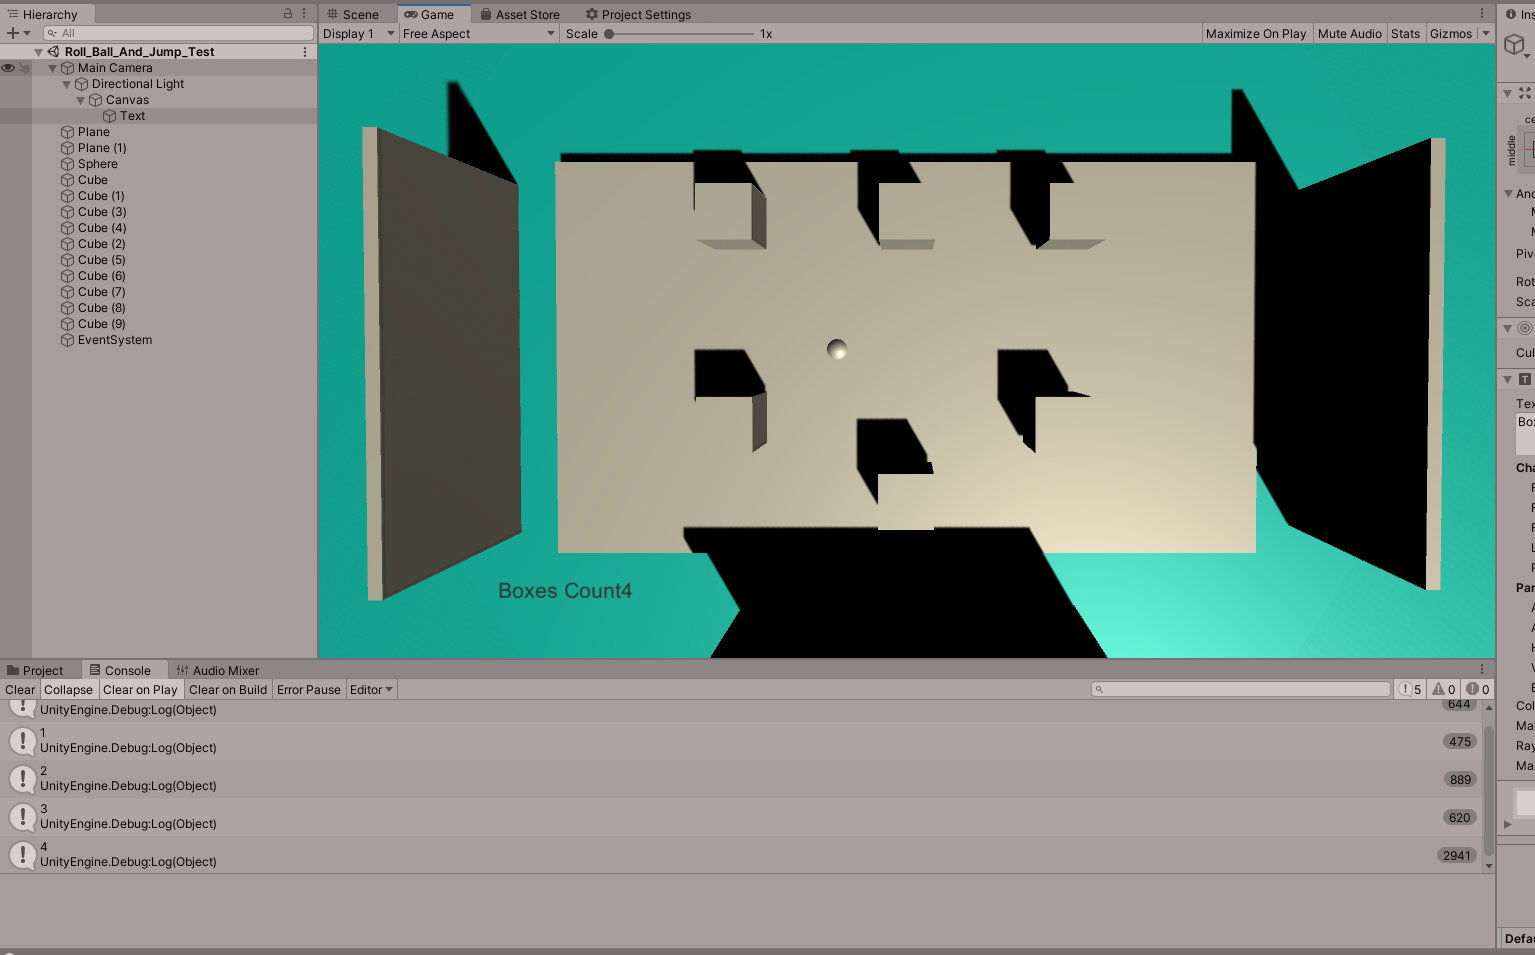 Hierarchy
Scene
Game
Asset Store
Project Settings
Ins
All
Display 1
Free Aspect
Scale
1x
Maximize On Play
Mute Audio
Stats
Gizmos
Roll_Ball_And_Jump_Test
Main Camera
Directional Light
Canvas
Text
Plane
Plane (1)
Sphere
Cube
Cube (1)
Cube (3)
Cube (4)
Cube (2)
Cube (5)
Cube (6)
Cube (7)
Cube (8)
Cube (9)
EventSystem
Boxes Count4
ce
middle
Anc
M
M
Piv
Rot
Sca
Cul
T
Tex
Box
Cha
F
F
F
L
F
Par
A
A
H
V
B
Col
Mat
Ray
Mas
Defau
Project
Console
Audio Mixer
Clear
Collapse
Clear on Play
Clear on Build
Error Pause
Editor
5
0
0
UnityEngine.Debug:Log(Object)
644
1
UnityEngine.Debug:Log(Object)
475
2
UnityEngine.Debug:Log(Object)
889
3
UnityEngine.Debug:Log(Object)
620
4
UnityEngine.Debug:Log(Object)
2941